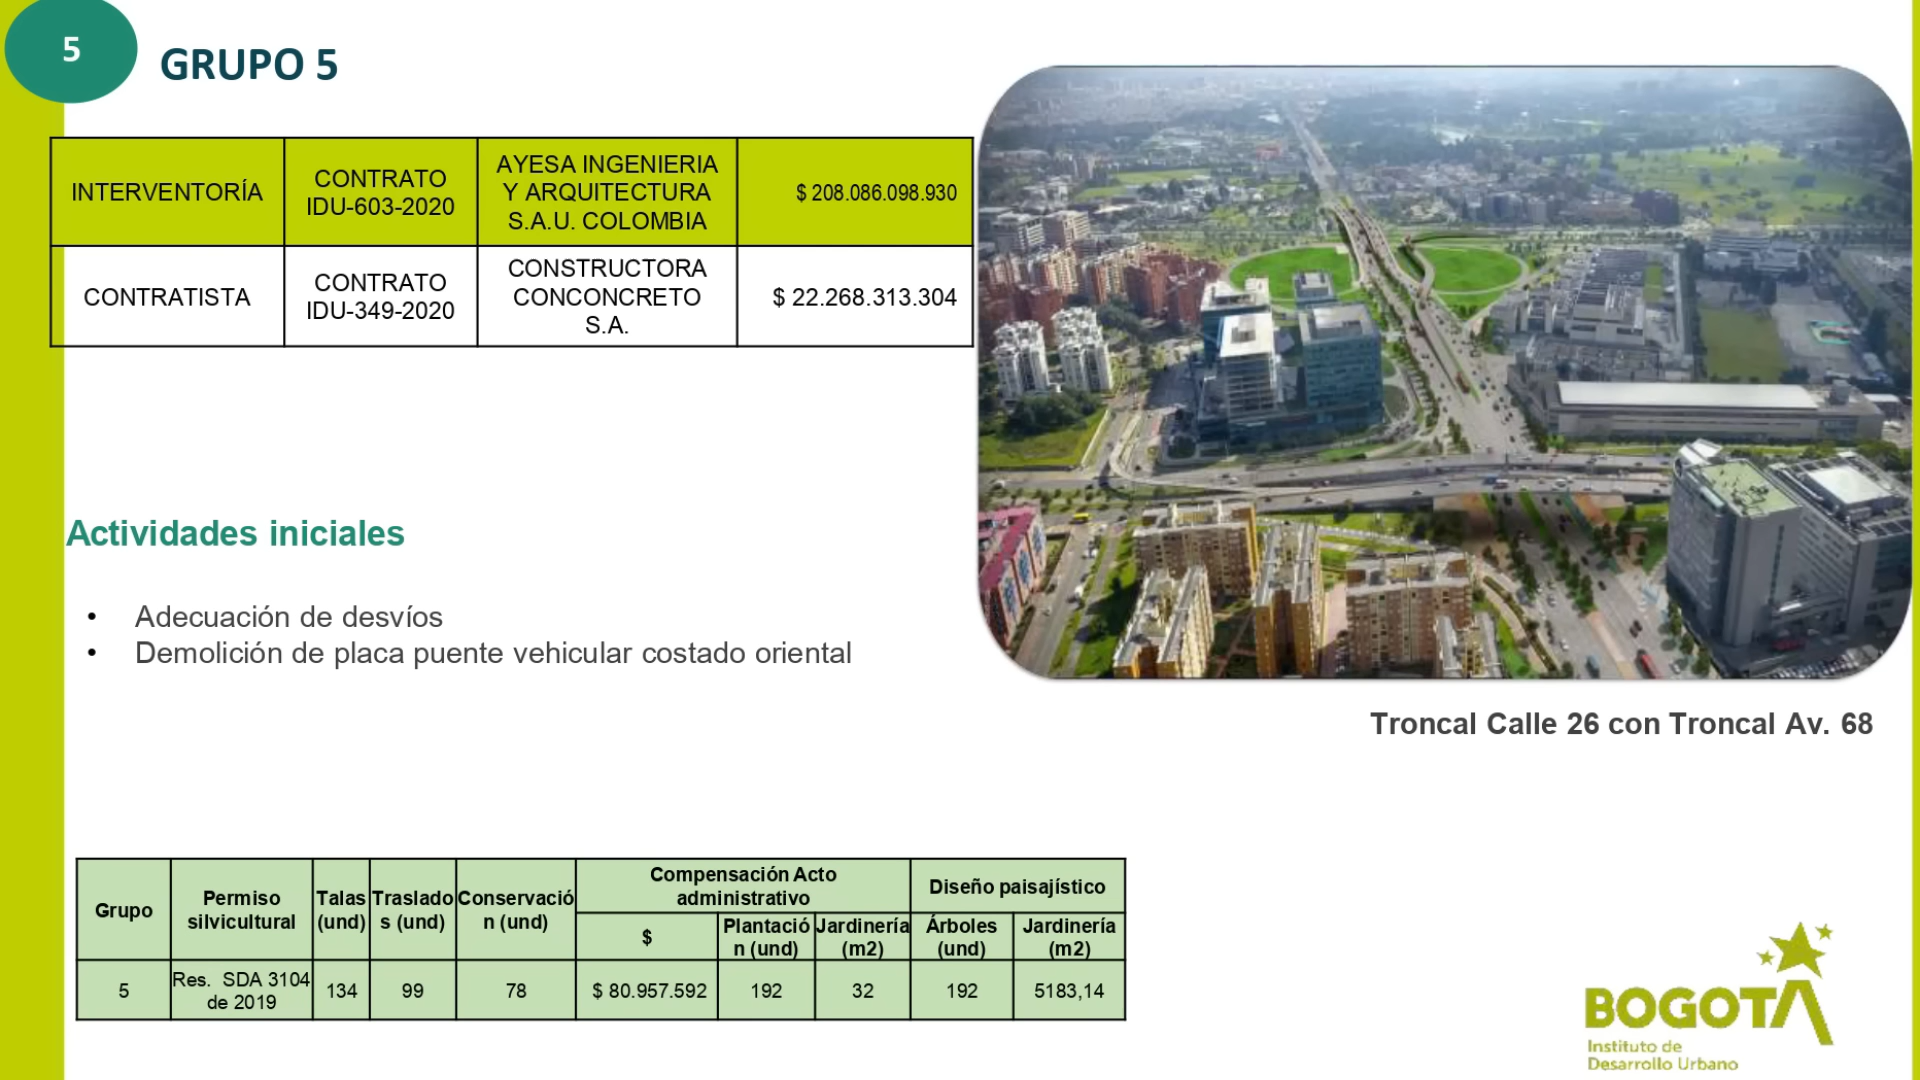 5
GRUPO 5
INTERVENTORÍA
CONTRATO
IDU-603-2020
AYESA INGENIERIA
Y ARQUITECTURA
S.A.U. COLOMBIA
$ 208.086.098.930
CONTRATISTA
CONTRATO
IDU-349-2020
CONSTRUCTORA
CONCONCRETO
S.A.
$ 22.268.313.304
Actividades iniciales
• Adecuación de desvíos
• Demolición de placa puente vehicular costado oriental
Troncal Calle 26 con Troncal Av. 68
Grupo
Permiso
silvicultural
Talas
(und)
Traslado
s (und)
Conservació
n (und)
Compensación Acto
administrativo
Diseño paisajístico
$
Plantació
n (und)
Jardinería
(m2)
Árboles
(und)
Jardinería
(m2)
5
Res. SDA 3104
de 2019
134
99
78
$ 80.957.592
192
32
192
5183,14
BOGOTA
Instituto de
Desarrollo Urbano